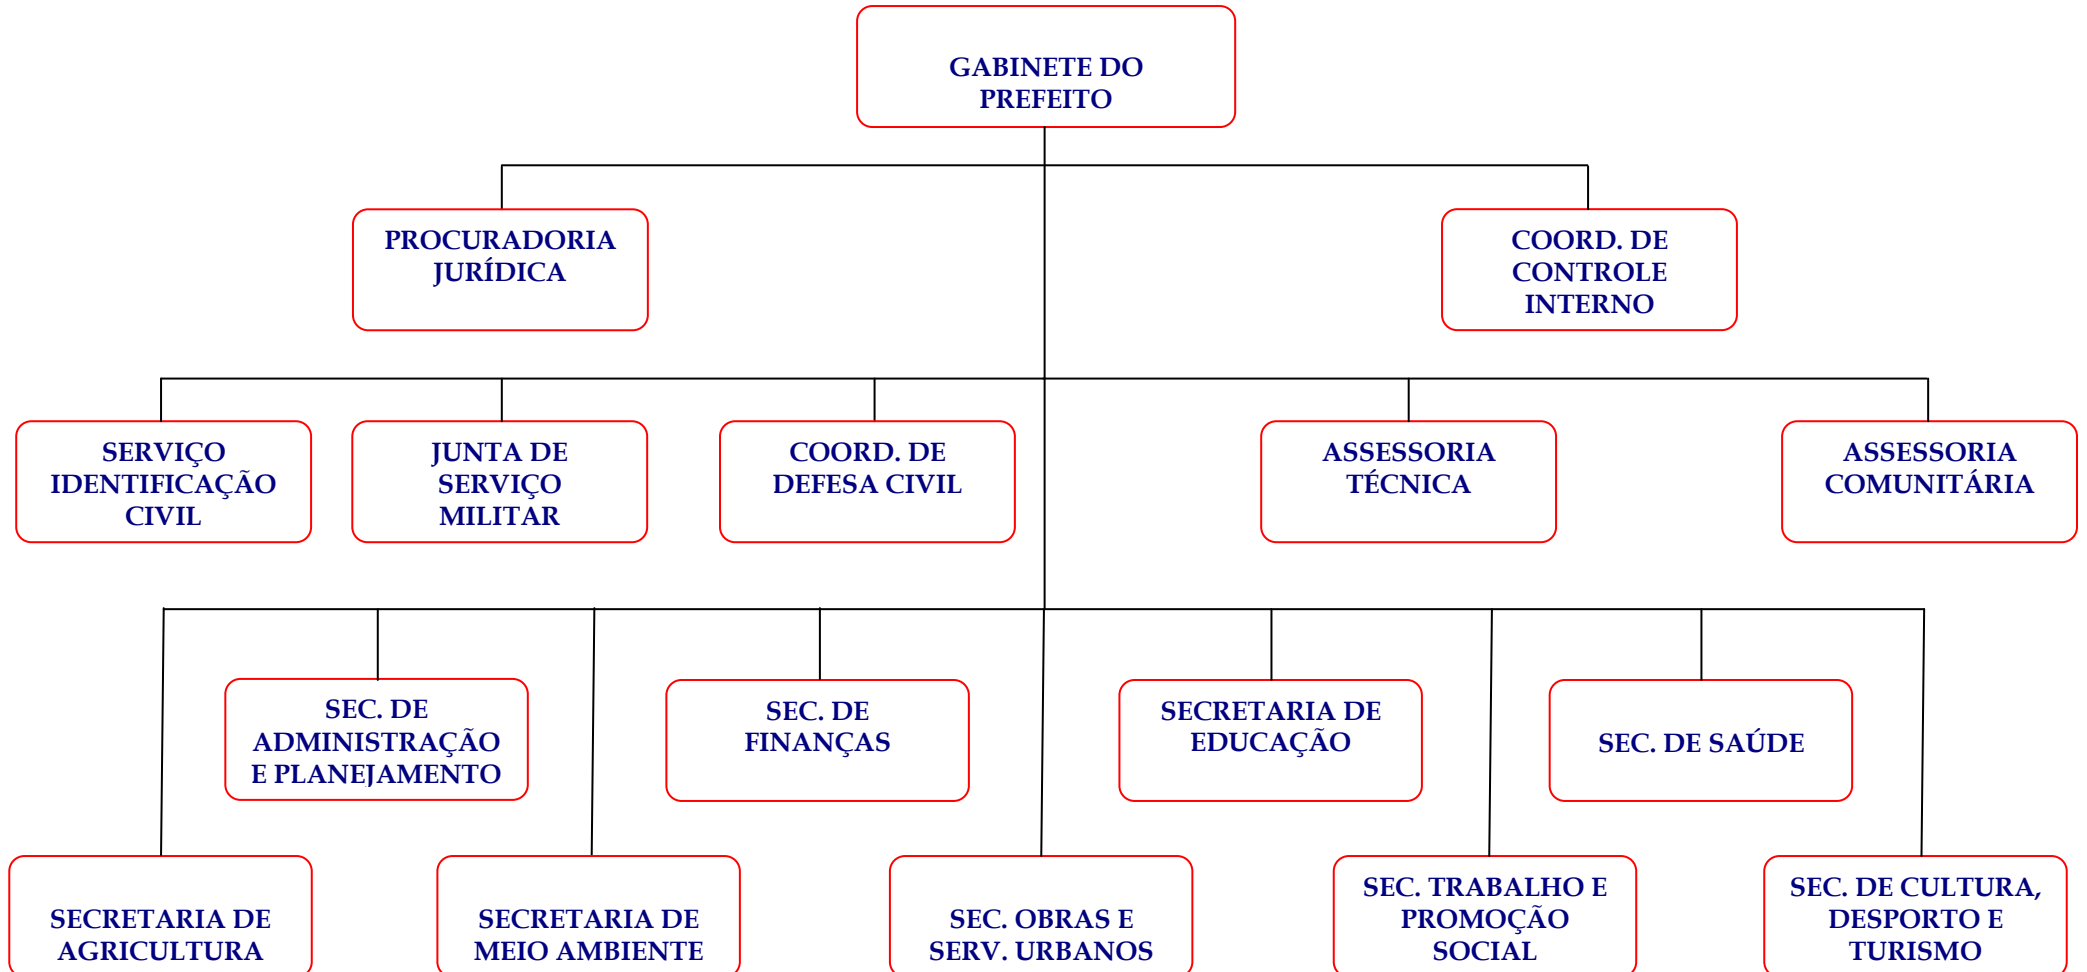 GABINETE DO
PREFEITO
PROCURADORIA
JURÍDICA
COORD. DE
CONTROLE
INTERNO
SERVIÇO
IDENTIFICAÇÃO
CIVIL
JUNTA DE
SERVIÇO
MILITAR
COORD. DE
DEFESA CIVIL
ASSESSORIA
TÉCNICA
ASSESSORIA
COMUNITÁRIA
SEC. DE
ADMINISTRAÇÃO
E PLANEJAMENTO
SEC. DE
FINANÇAS
SECRETARIA DE
EDUCAÇÃO
SEC. DE SAÚDE
SECRETARIA DE
AGRICULTURA
SECRETARIA DE
MEIO AMBIENTE
SEC. OBRAS E
SERV. URBANOS
SEC. TRABALHO E
PROMOÇÃO
SOCIAL
SEC. DE CULTURA,
DESPORTO E
TURISMO